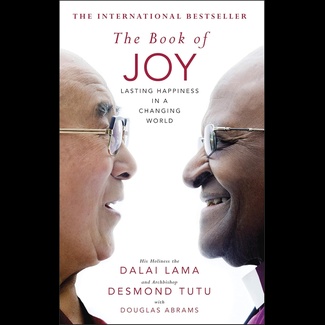 THE INTERNATIONAL BESTSELLER
The Book of
JOY
LASTING HAPPINESS
IN A
CHANGING
WORLD
His Holiness the
DALAI LAMA
and Archbishop
DESMOND TUTU
with
DOUGLAS ABRAMS